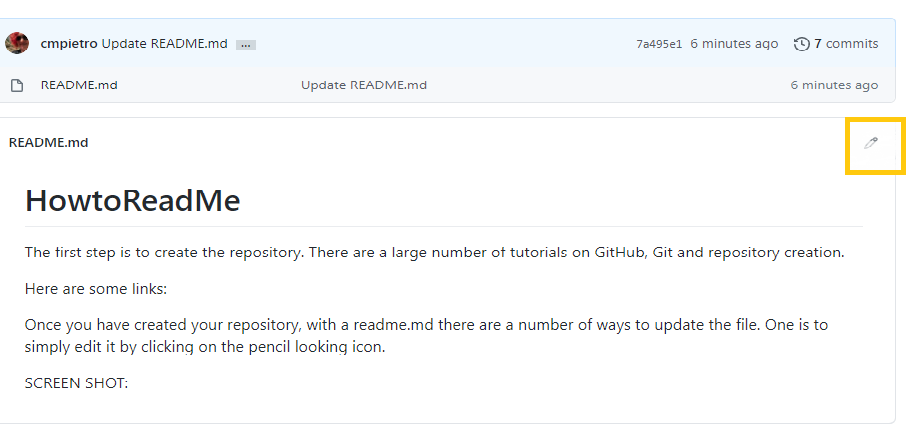 cmpietro Update README.md ... 7a495e1 6 minutes ago 7 commits
README.md Update README.md 6 minutes ago
README.md
HowtoReadMe
The first step is to create the repository. There are a large number of tutorials on GitHub, Git and repository creation.
Here are some links:
Once you have created your repository, with a readme.md there are a number of ways to update the file. One is to
simply edit it by clicking on the pencil looking icon.
SCREEN SHOT: